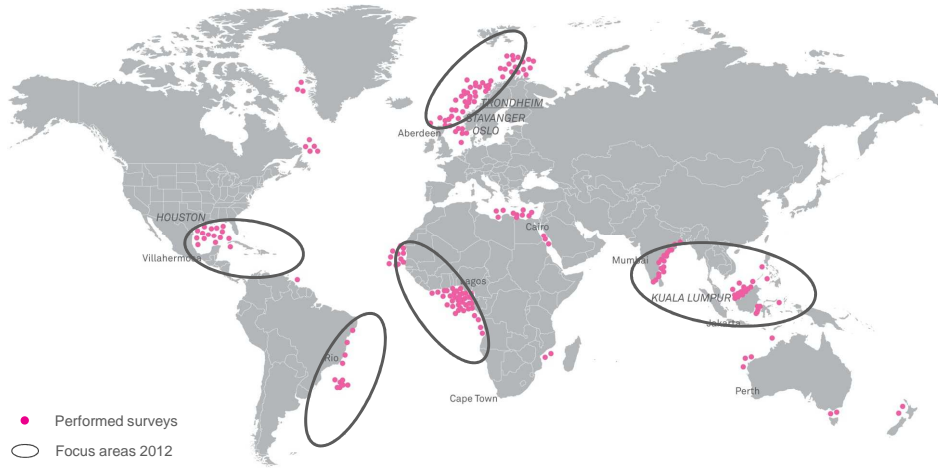 TRONDHEIM
STAVANGER
Aberdeen
OSLO
HOUSTON
Cairo
Villahermosa
Mumbai
Lagos
KUALA LUMPUR
Jakarta
Rio
Perth
Cape Town
Performed surveys
Focus areas 2012